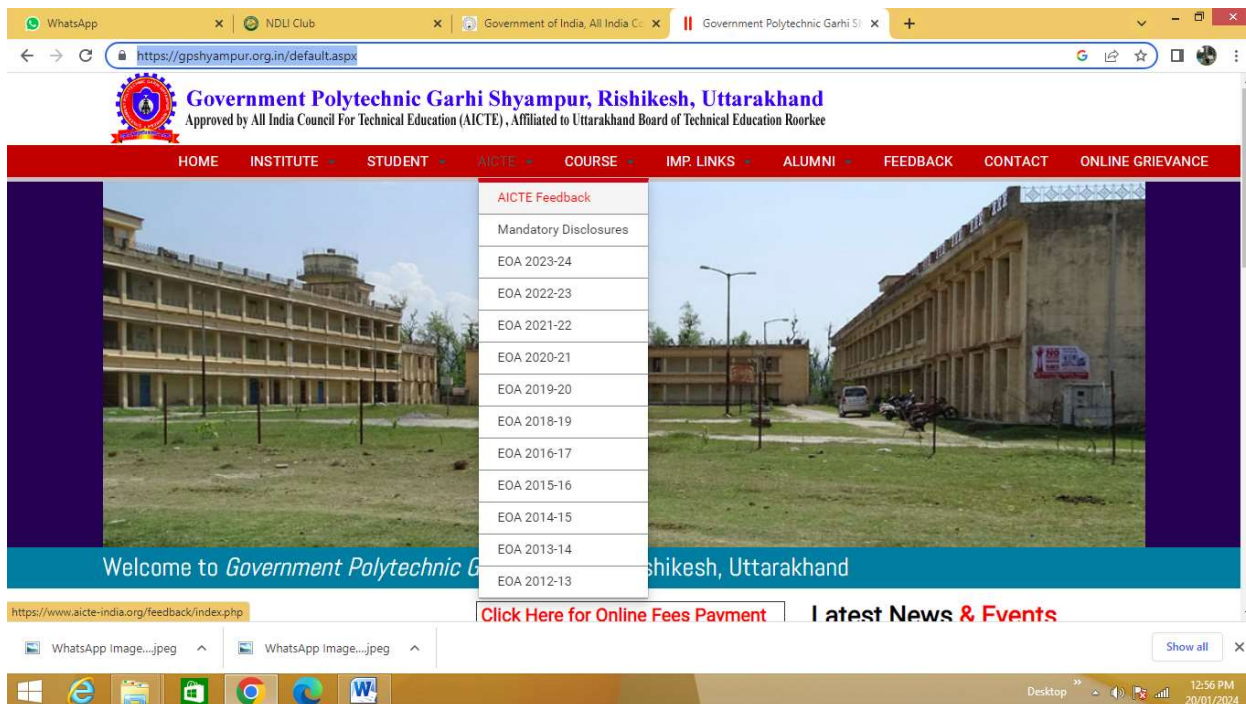 WhatsApp
NDLI Club
Government of India, All India Co
Government Polytechnic Garhi Sh
https://gpshyampur.org.in/default.aspx
Government Polytechnic Garhi Shyampur, Rishikesh, Uttarakhand
Approved by All India Council For Technical Education (AICTE) , Affiliated to Uttarakhand Board of Technical Education Roorkee
HOME INSTITUTE STUDENT AICTE COURSE IMP. LINKS ALUMNI FEEDBACK CONTACT ONLINE GRIEVANCE
AICTE Feedback
Mandatory Disclosures
EOA 2023-24
EOA 2022-23
EOA 2021-22
EOA 2020-21
EOA 2019-20
EOA 2018-19
EOA 2016-17
EOA 2015-16
EOA 2014-15
EOA 2013-14
EOA 2012-13
NO
Welcome to Government Polytechnic G shikesh, Uttarakhand
https://www.aicte-india.org/feedback/index.php
Click Here for Online Fees Payment
Latest News & Events
WhatsApp Image....jpeg
WhatsApp Image....jpeg
Show all
Desktop
12:56 PM
20/01/2024